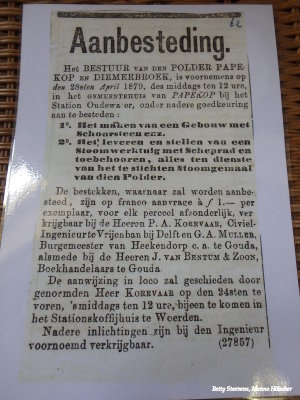 62
Aanbesteding.
Het BESTUUR VAN DEN POLDER PAPE-
KOP EN DIEMERBROEK, is voornemens op
den 28sten April 1879, des middags ten 12 ure,
in het GEMEENTEHUIS VAN PAPEKOP bij het
Station Oudewater, onder nadere goedkeuring
aan te besteden:
1°. Het maken van een Gebouw met
Schoorsteen enz.
2°. Het leveren en stellen van een
Stoomwerktuig met Scheprad en
toebehooren, alles ten dienste
van het te stichten Stoomgemaal
van dien Polder.
De bestekken, waarnaar zal worden aanbe-
steed, zijn op franco aanvrage à f 1.— per
exemplaar, voor elk perceel afzonderlijk, ver-
krijgbaar bij de Heeren P. A. KOREVAAR, Civiel-
Ingenieur te Vrijenban bij Delft en G. A. MULLER,
Burgemeester van Heekendorp c. a. te Gouda,
alsmede bij de Heeren J. VAN BENTUM & ZOON,
Boekhandelaars te Gouda.
De aanwijzing in loco zal geschieden door
genoemden Heer KOREVAAR op den 24sten te
voren, 's middags ten 12 ure, bijeen te komen in
het Stationskoffijhuis te Woerden.
Nadere inlichtingen zijn bij den Ingenieur
voornoemd verkrijgbaar. (27857)
Betty Steevens, Menno Hölscher